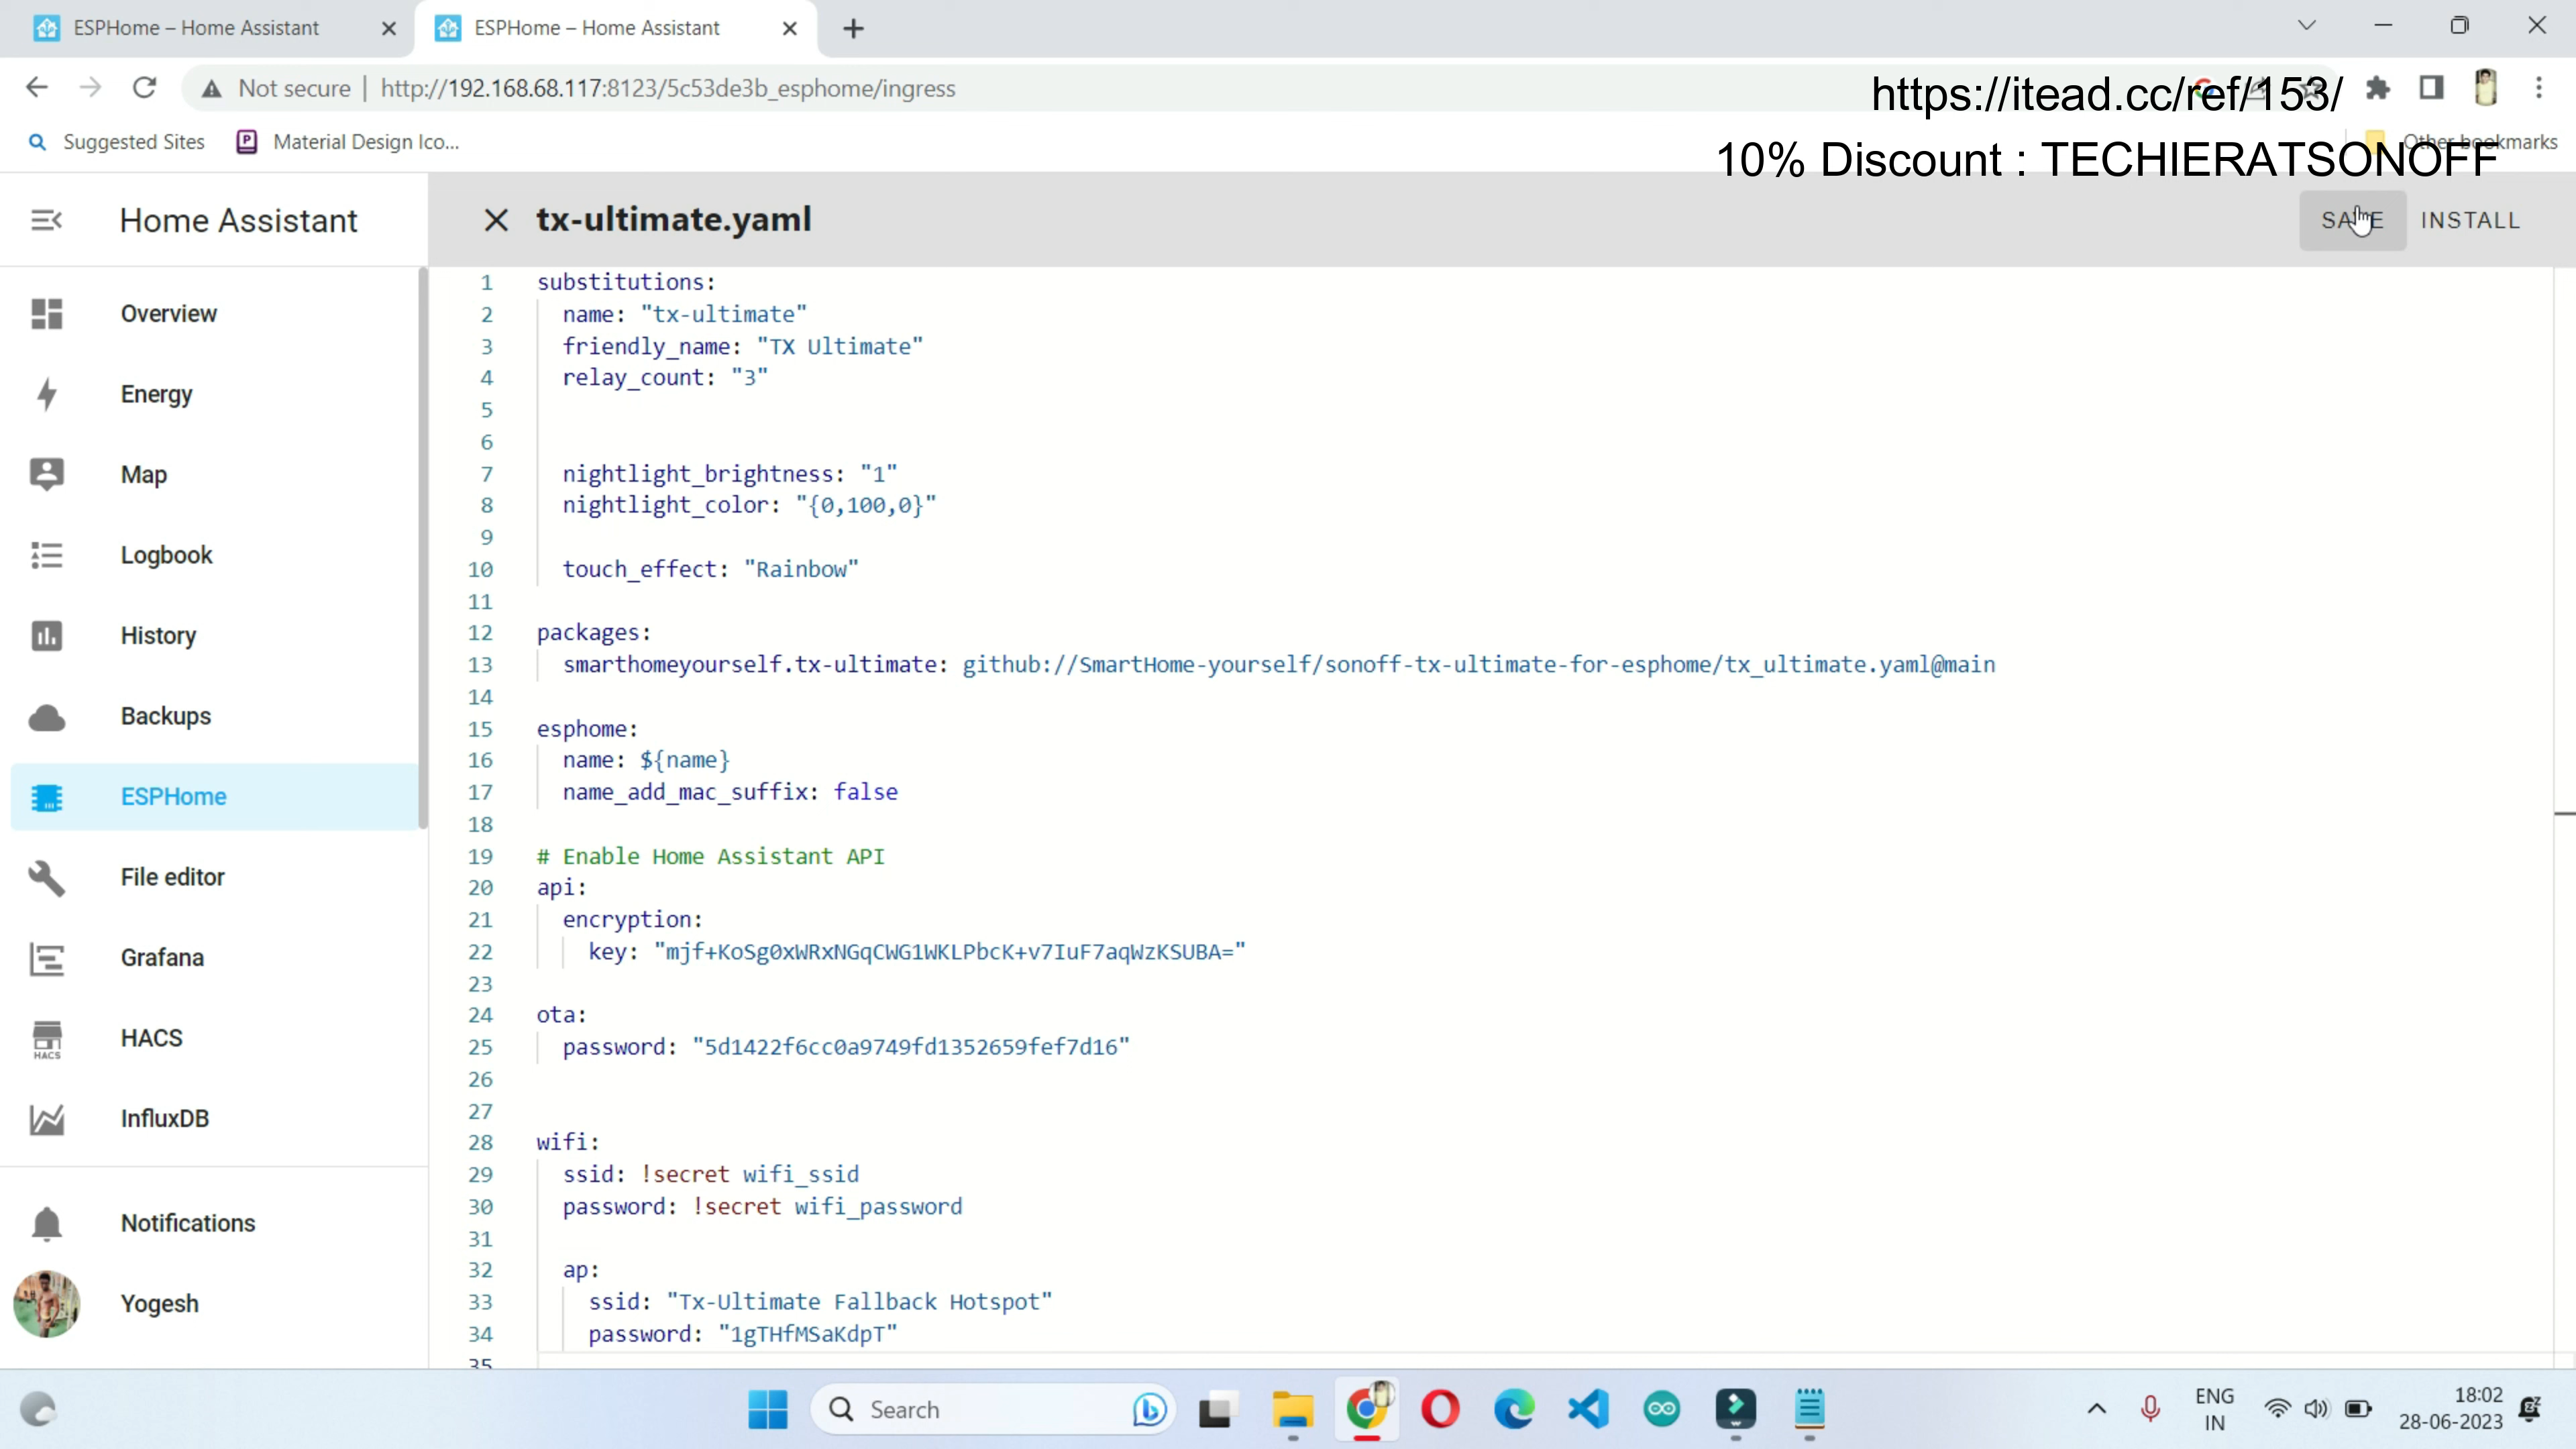 ESPHome – Home Assistant
ESPHome – Home Assistant
Not secure
http://192.168.68.117:8123/5c53de3b_esphome/ingress
https://itead.cc/ref/153/
Suggested Sites
Material Design Ico...
Other bookmarks
10% Discount : TECHIERATSONOFF
Home Assistant
tx-ultimate.yaml
SAVE
INSTALL
Overview
Energy
Map
Logbook
History
Backups
ESPHome
File editor
Grafana
HACS
HACS
InfluxDB
Notifications
Yogesh
1 substitutions:
2 name: "tx-ultimate"
3 friendly_name: "TX Ultimate"
4 relay_count: "3"
5
6
7 nightlight_brightness: "1"
8 nightlight_color: "{0,100,0}"
9
10 touch_effect: "Rainbow"
11
12 packages:
13 smarthomeyourself.tx-ultimate: github://SmartHome-yourself/sonoff-tx-ultimate-for-esphome/tx_ultimate.yaml@main
14
15 esphome:
16 name: ${name}
17 name_add_mac_suffix: false
18
19 # Enable Home Assistant API
20 api:
21 encryption:
22 key: "mjf+KoSg0xWRxNGqCWG1WKLPbcK+v7IuF7aqWzKSUBA="
23
24 ota:
25 password: "5d1422f6cc0a9749fd1352659fef7d16"
26
27
28 wifi:
29 ssid: !secret wifi_ssid
30 password: !secret wifi_password
31
32 ap:
33 ssid: "Tx-Ultimate Fallback Hotspot"
34 password: "1gTHfMSaKdpT"
35
Search
ENG
IN
18:02
28-06-2023